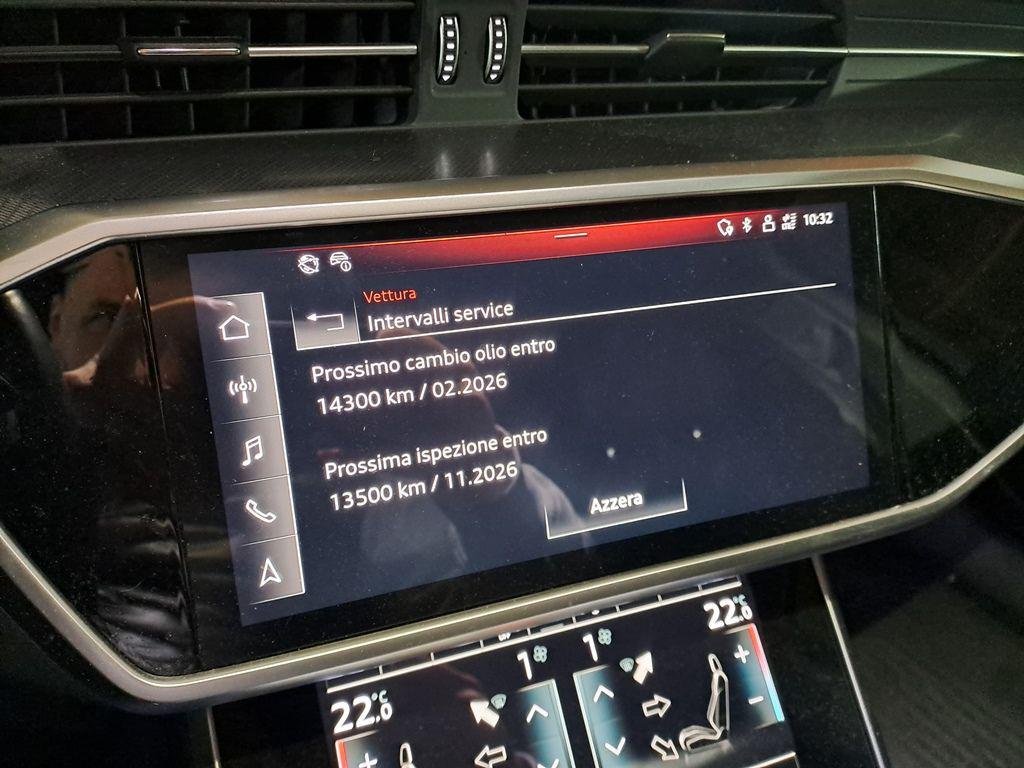 10:32
Vettura
Intervalli service
Prossimo cambio olio entro
14300 km / 02.2026
Prossima ispezione entro
13500 km / 11.2026
Azzera
22.0 °C
1
1
22.0 °C